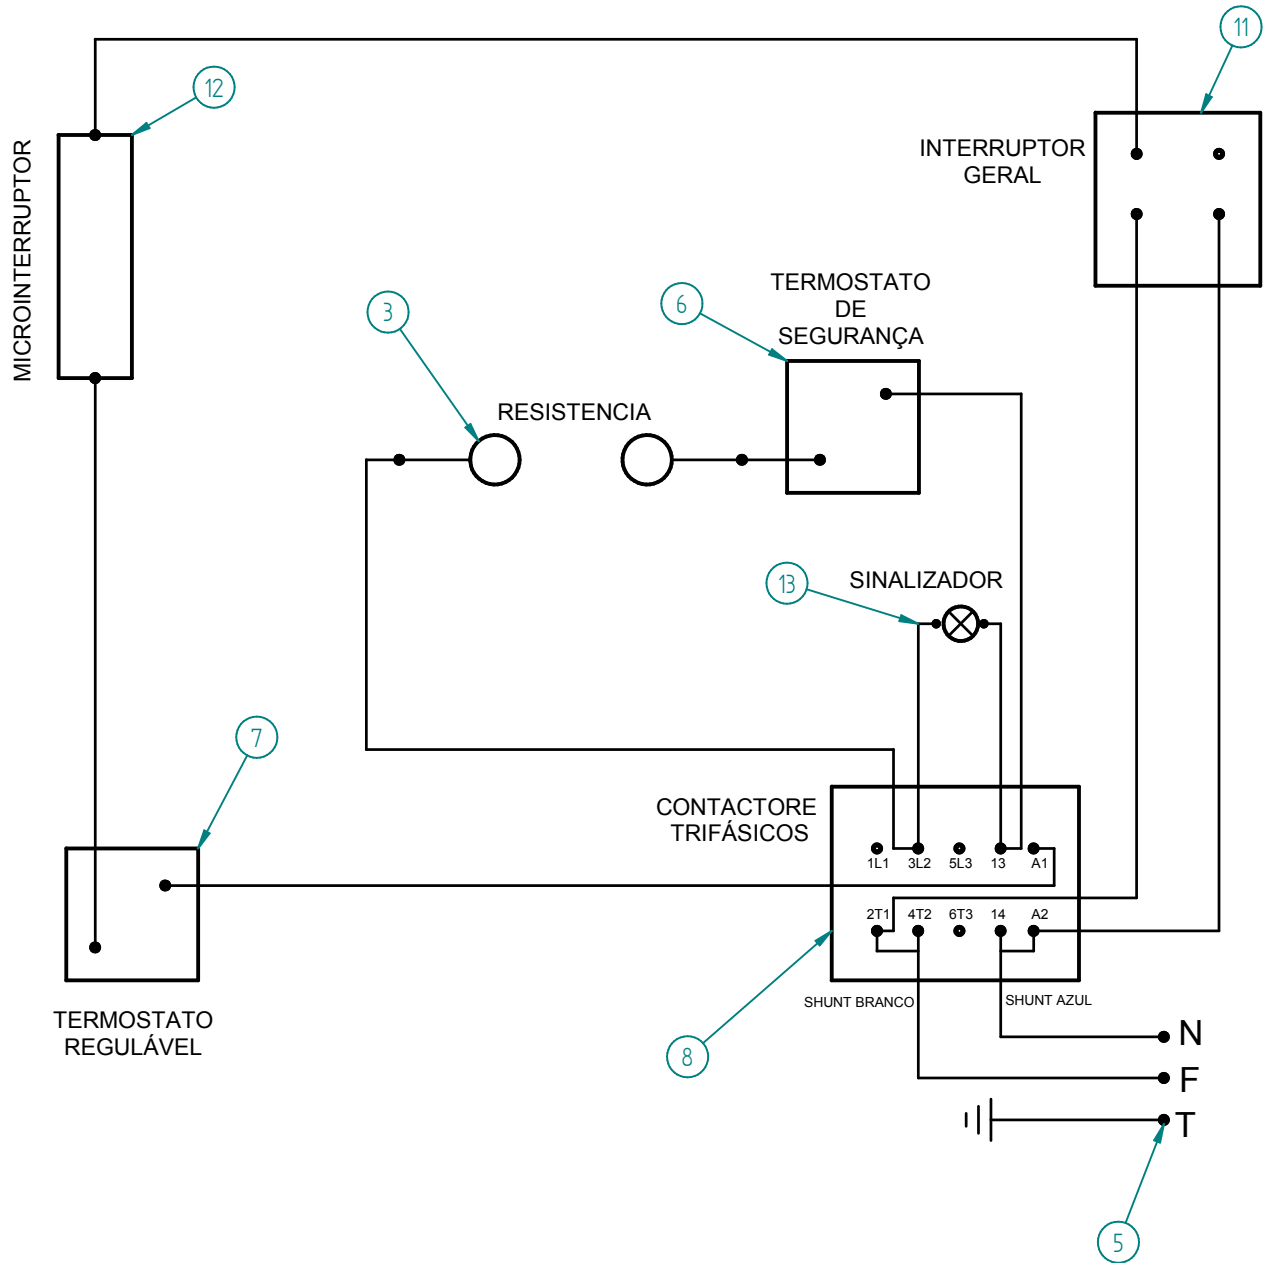 11
12
INTERRUPTOR
GERAL
MICROINTERRUPTOR
TERMOSTATO
DE
SEGURANÇA
6
3
RESISTENCIA
13
SINALIZADOR
7
CONTACTORE
TRIFÁSICOS
1L1 3L2 5L3 13 A1
2T1 4T2 6T3 14 A2
SHUNT BRANCO
SHUNT AZUL
TERMOSTATO
REGULÁVEL
8
N
F
T
5